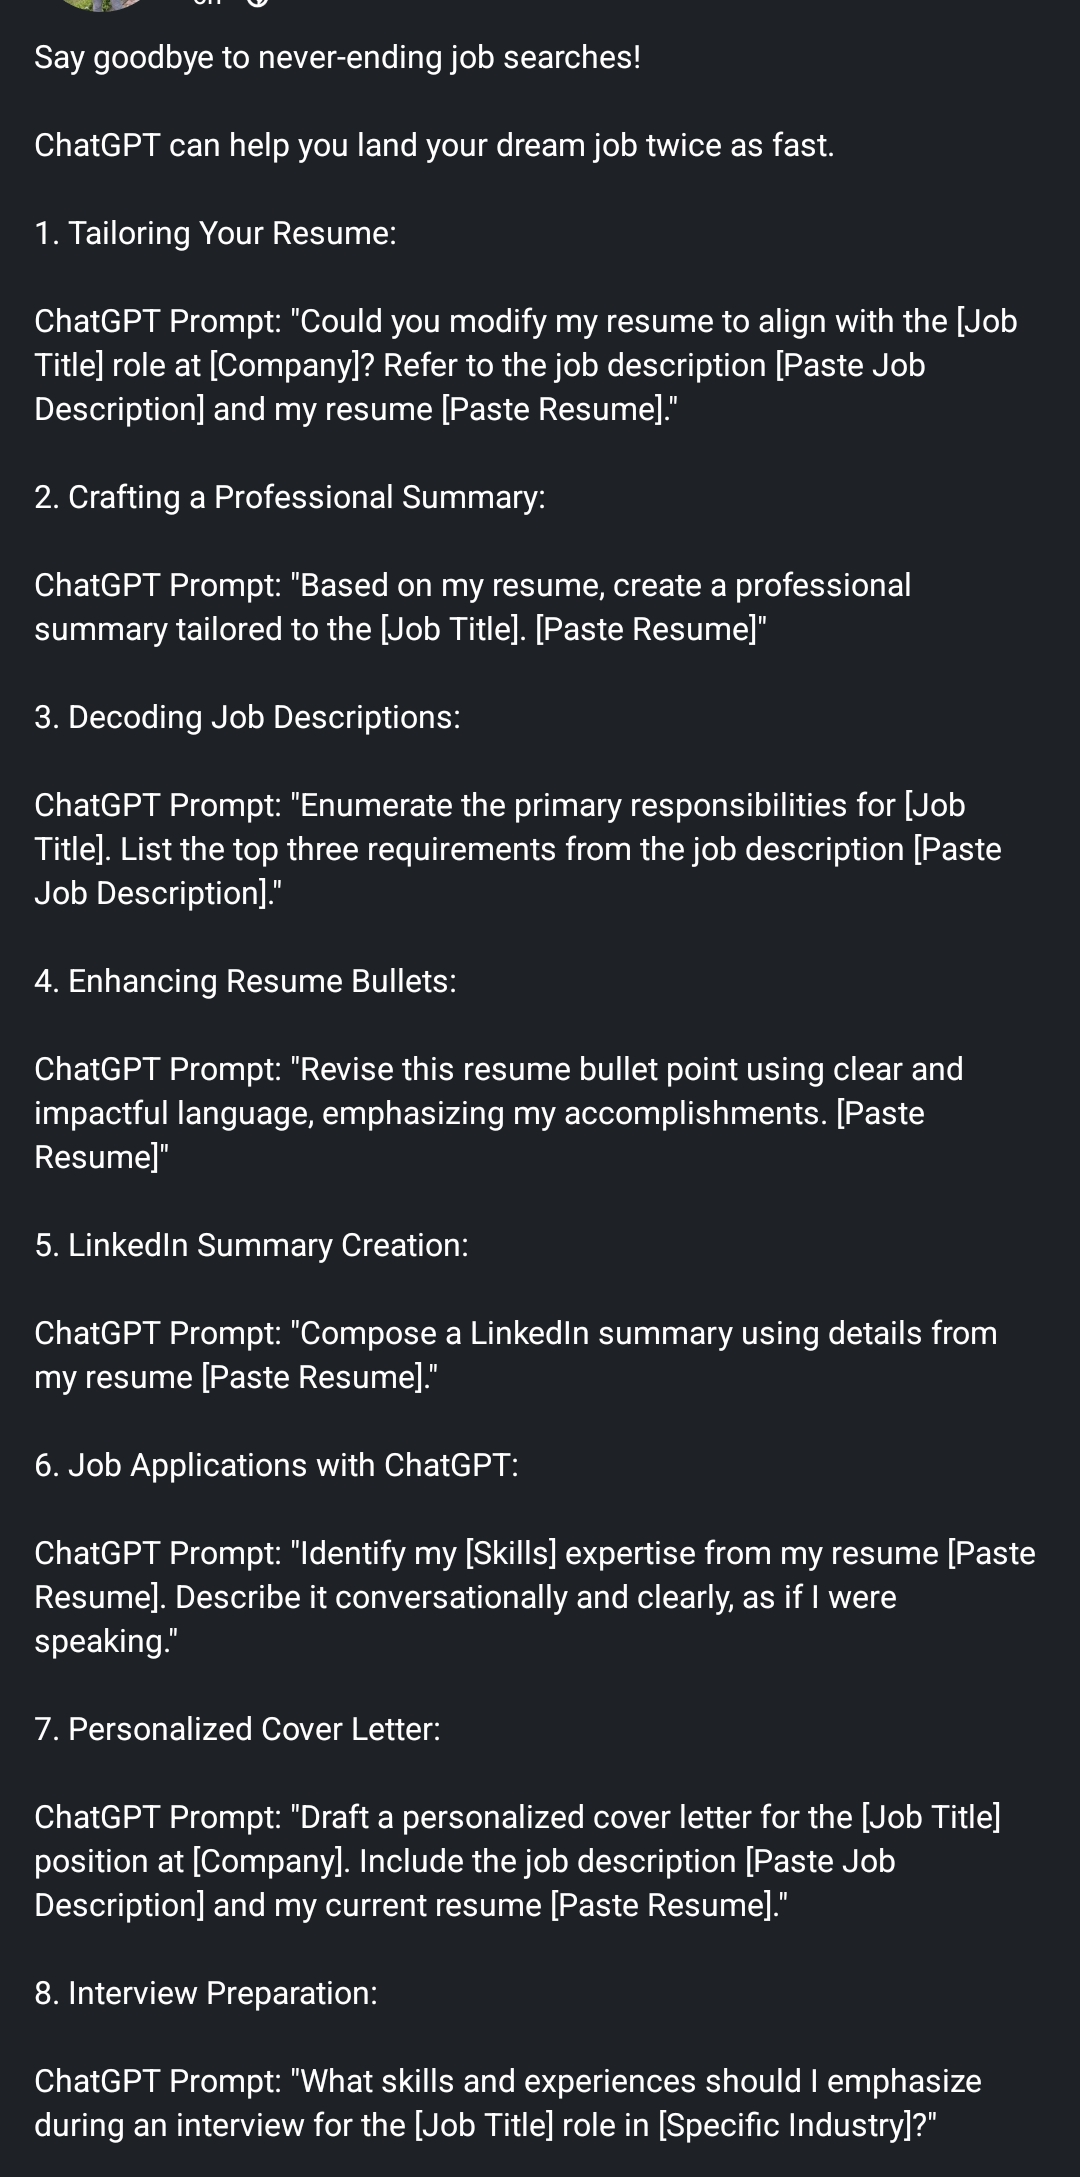 Say goodbye to never-ending job searches!
ChatGPT can help you land your dream job twice as fast.
1. Tailoring Your Resume:
ChatGPT Prompt: "Could you modify my resume to align with the [Job
Title] role at [Company]? Refer to the job description [Paste Job
Description] and my resume [Paste Resume]."
2. Crafting a Professional Summary:
ChatGPT Prompt: "Based on my resume, create a professional
summary tailored to the [Job Title]. [Paste Resume]"
3. Decoding Job Descriptions:
ChatGPT Prompt: "Enumerate the primary responsibilities for [Job
Title]. List the top three requirements from the job description [Paste
Job Description]."
4. Enhancing Resume Bullets:
ChatGPT Prompt: "Revise this resume bullet point using clear and
impactful language, emphasizing my accomplishments. [Paste
Resume]"
5. LinkedIn Summary Creation:
ChatGPT Prompt: "Compose a LinkedIn summary using details from
my resume [Paste Resume]."
6. Job Applications with ChatGPT:
ChatGPT Prompt: "Identify my [Skills] expertise from my resume [Paste
Resume]. Describe it conversationally and clearly, as if I were
speaking."
7. Personalized Cover Letter:
ChatGPT Prompt: "Draft a personalized cover letter for the [Job Title]
position at [Company]. Include the job description [Paste Job
Description] and my current resume [Paste Resume]."
8. Interview Preparation:
ChatGPT Prompt: "What skills and experiences should I emphasize
during an interview for the [Job Title] role in [Specific Industry]?"